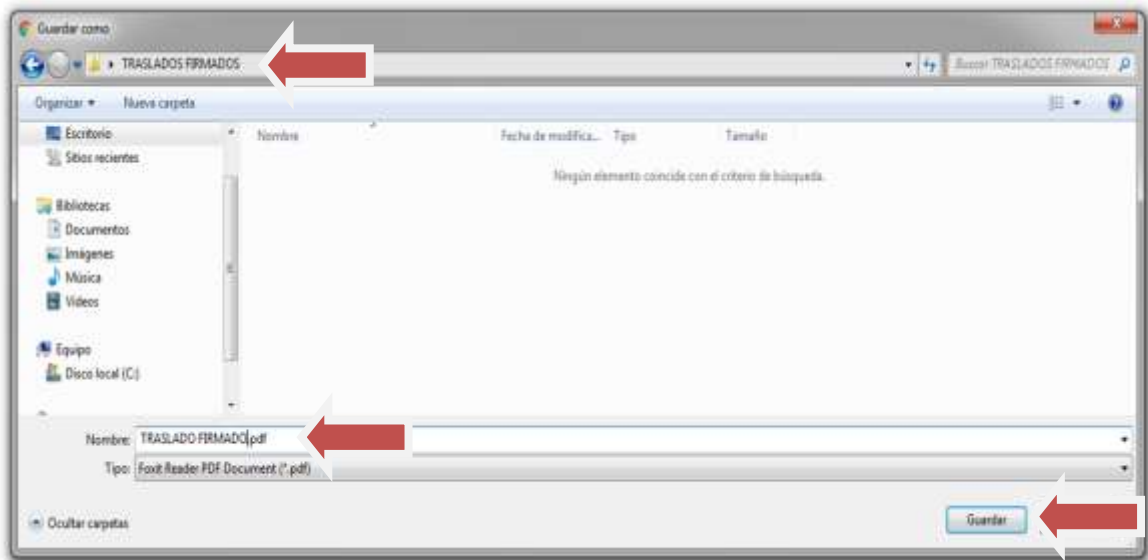 Guardar como
TRASLADOS FIRMADOS
Buscar TRASLADOS FIRMADOS
Organizar
Nueva carpeta
Escritorio
Sitios recientes
Bibliotecas
Documentos
Imágenes
Música
Vídeos
Equipo
Disco local (C:)
Nombre
Fecha de modifica...
Tipo
Tamaño
Ningún elemento coincide con el criterio de búsqueda.
Nombre: TRASLADO FIRMADO.pdf
Tipo: Foxit Reader PDF Document (*.pdf)
Ocultar carpetas
Guardar